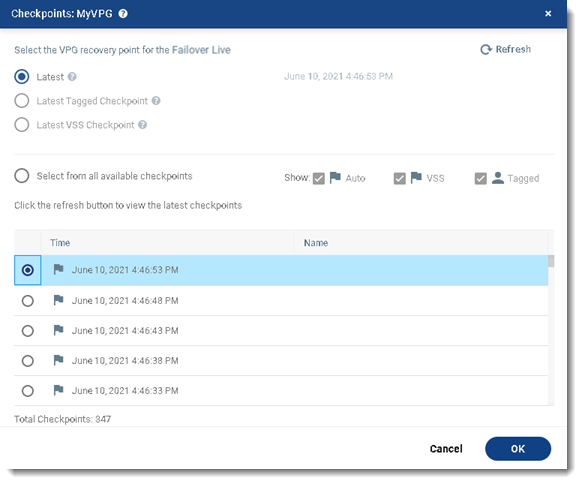 Checkpoints: MyVPG ?
×
Select the VPG recovery point for the Failover Live
Refresh
Latest ? June 10, 2021 4:46:53 PM
Latest Tagged Checkpoint ?
Latest VSS Checkpoint ?
Select from all available checkpoints Show: Auto VSS Tagged
Click the refresh button to view the latest checkpoints
Time Name
June 10, 2021 4:46:53 PM
June 10, 2021 4:46:48 PM
June 10, 2021 4:46:43 PM
June 10, 2021 4:46:38 PM
June 10, 2021 4:46:33 PM
Total Checkpoints: 347
Cancel OK